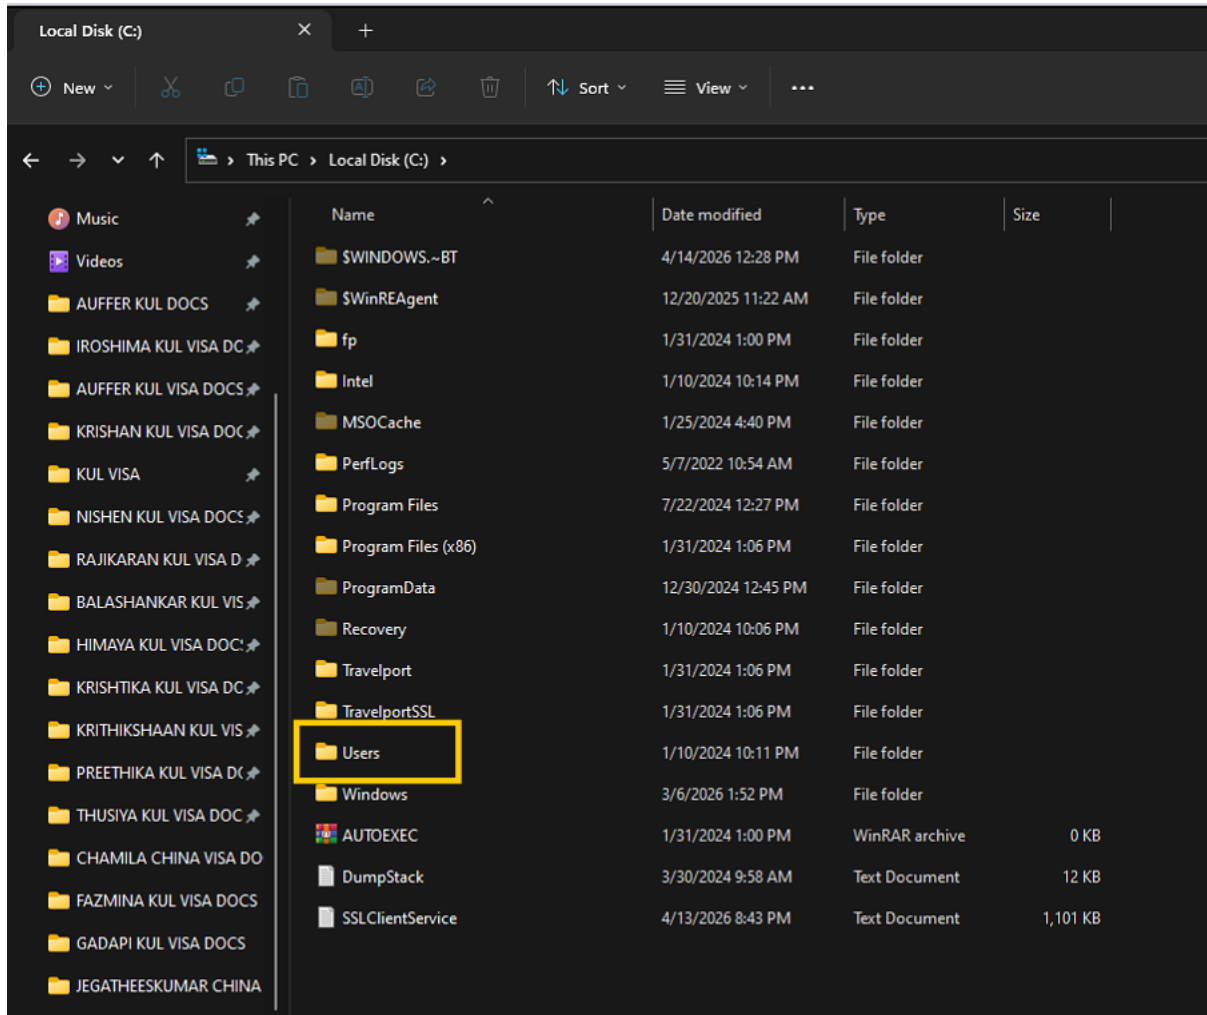 Local Disk (C:)
New
Sort
View
This PC > Local Disk (C:) >
Name Date modified Type Size
Music
Videos
AUFFER KUL DOCS
IROSHIMA KUL VISA DC
AUFFER KUL VISA DOCS
KRISHAN KUL VISA DOC
KUL VISA
NISHEN KUL VISA DOCS
RAJIKARAN KUL VISA D
BALASHANKAR KUL VIS
HIMAYA KUL VISA DOC
KRISHTIKA KUL VISA DC
KRITHIKSHAAN KUL VIS
PREETHIKA KUL VISA D
THUSIYA KUL VISA DOC
CHAMILA CHINA VISA DO
FAZMINA KUL VISA DOCS
GADAPI KUL VISA DOCS
JEGATHEESKUMAR CHINA
$WINDOWS.~BT 4/14/2026 12:28 PM File folder
$WinREAgent 12/20/2025 11:22 AM File folder
fp 1/31/2024 1:00 PM File folder
Intel 1/10/2024 10:14 PM File folder
MSOCache 1/25/2024 4:40 PM File folder
PerfLogs 5/7/2022 10:54 AM File folder
Program Files 7/22/2024 12:27 PM File folder
Program Files (x86) 1/31/2024 1:06 PM File folder
ProgramData 12/30/2024 12:45 PM File folder
Recovery 1/10/2024 10:06 PM File folder
Travelport 1/31/2024 1:06 PM File folder
TravelportSSL 1/31/2024 1:06 PM File folder
Users 1/10/2024 10:11 PM File folder
Windows 3/6/2026 1:52 PM File folder
AUTOEXEC 1/31/2024 1:00 PM WinRAR archive 0 KB
DumpStack 3/30/2024 9:58 AM Text Document 12 KB
SSLClientService 4/13/2026 8:43 PM Text Document 1,101 KB